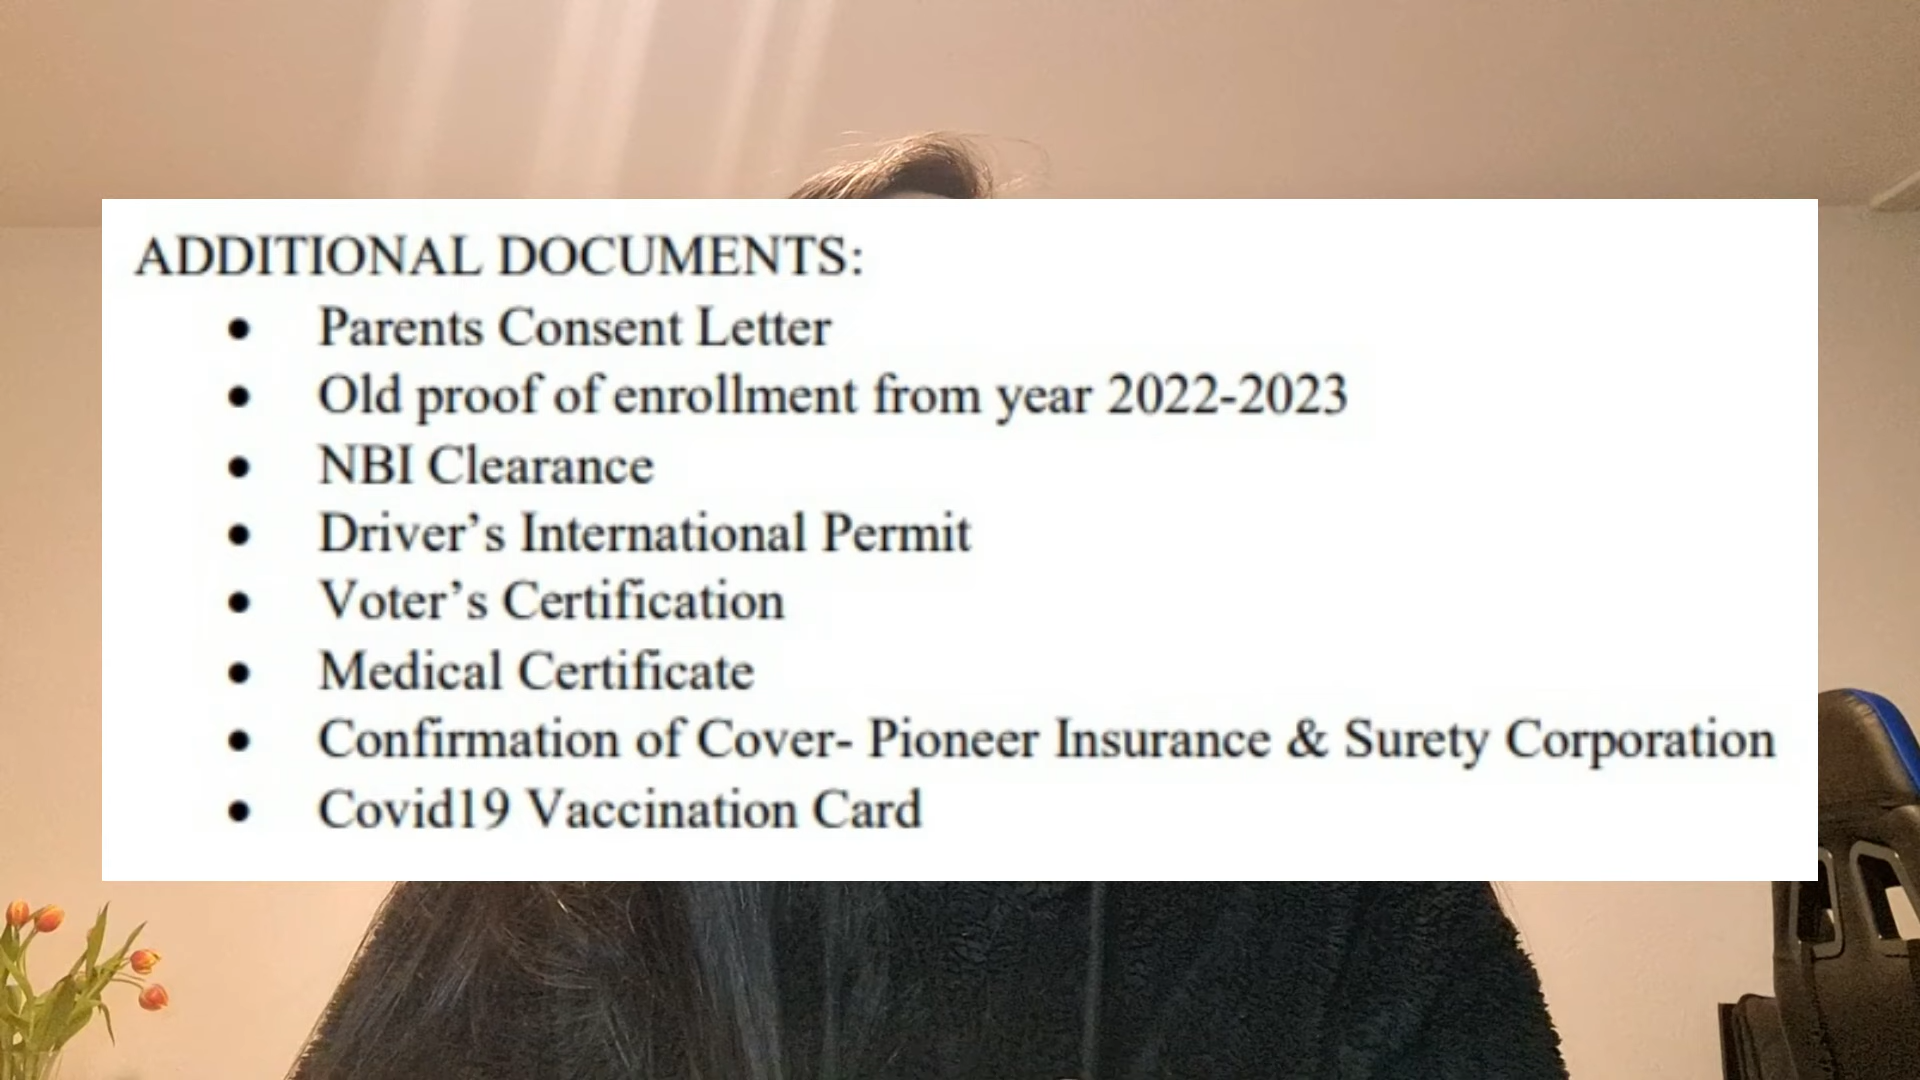 ADDITIONAL DOCUMENTS:
● Parents Consent Letter
● Old proof of enrollment from year 2022-2023
● NBI Clearance
● Driver’s International Permit
● Voter’s Certification
● Medical Certificate
● Confirmation of Cover- Pioneer Insurance & Surety Corporation
● Covid19 Vaccination Card